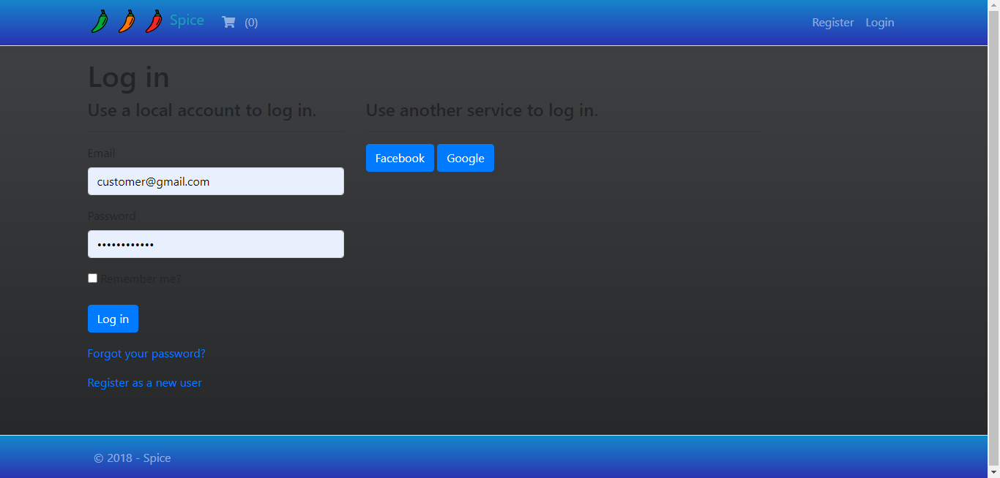 Spice (0) Register Login
Log in
Use a local account to log in.
Use another service to log in.
Email
customer@gmail.com
Facebook Google
Password
••••••••••••
Remember me?
Log in
Forgot your password?
Register as a new user
© 2018 - Spice